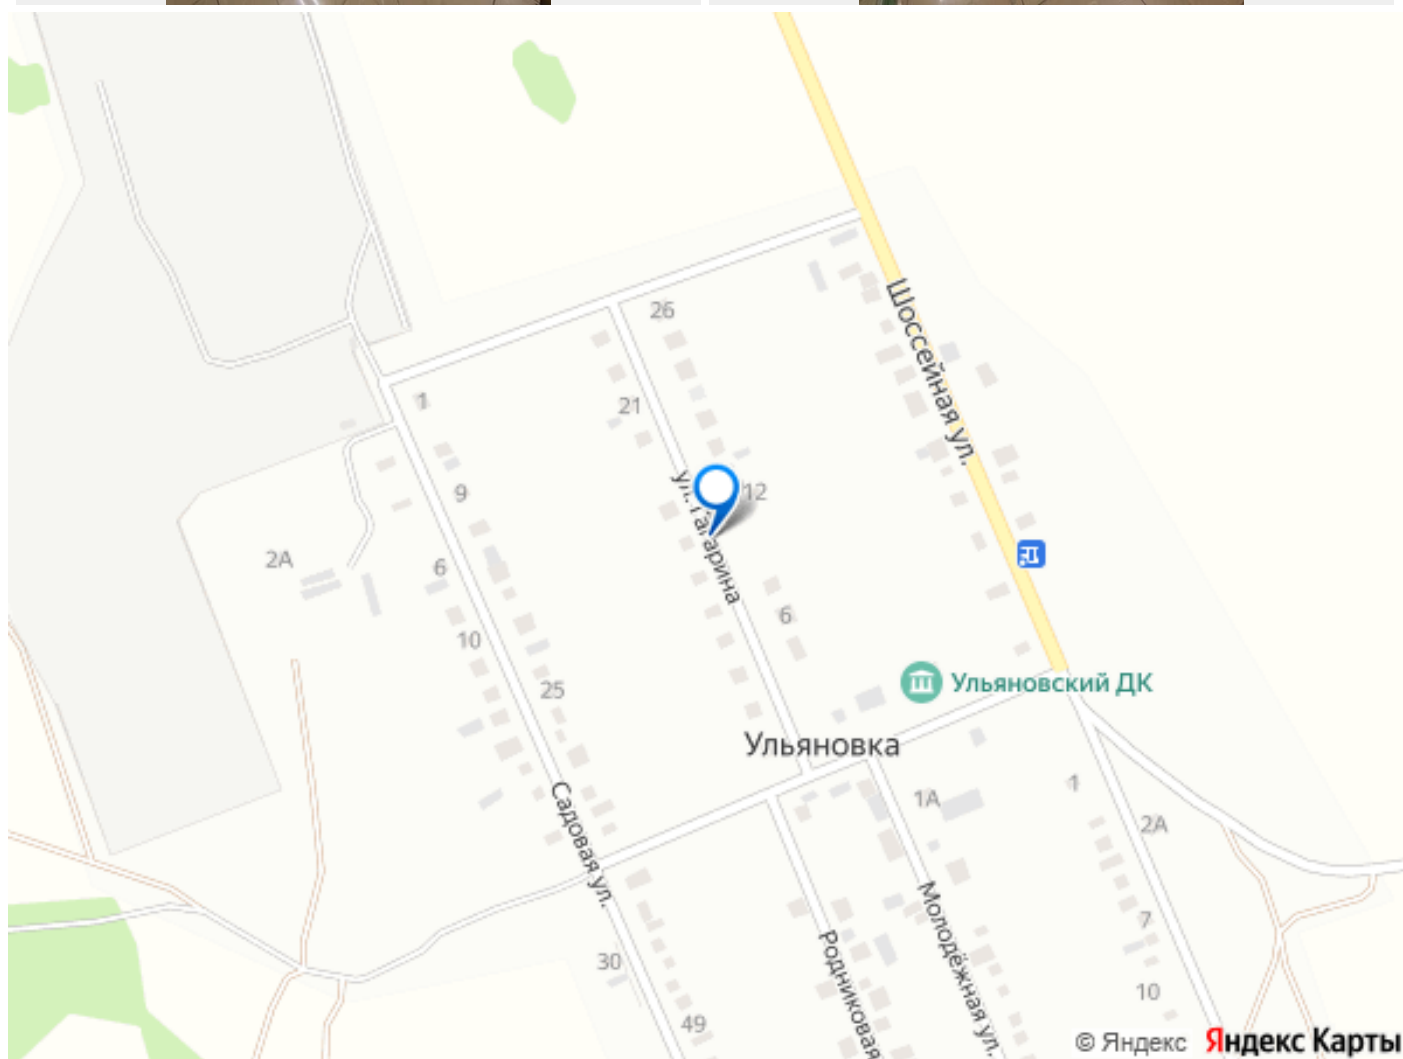 26
Шоссейная ул.
1
21
ул. Гагарина
12
9
2А
6
6
10
25
Ульяновский ДК
Ульяновка
Садовая ул.
1А
1
2А
Молодёжная ул.
7
Родниковая
30
10
49
© Яндекс
Яндекс Карты